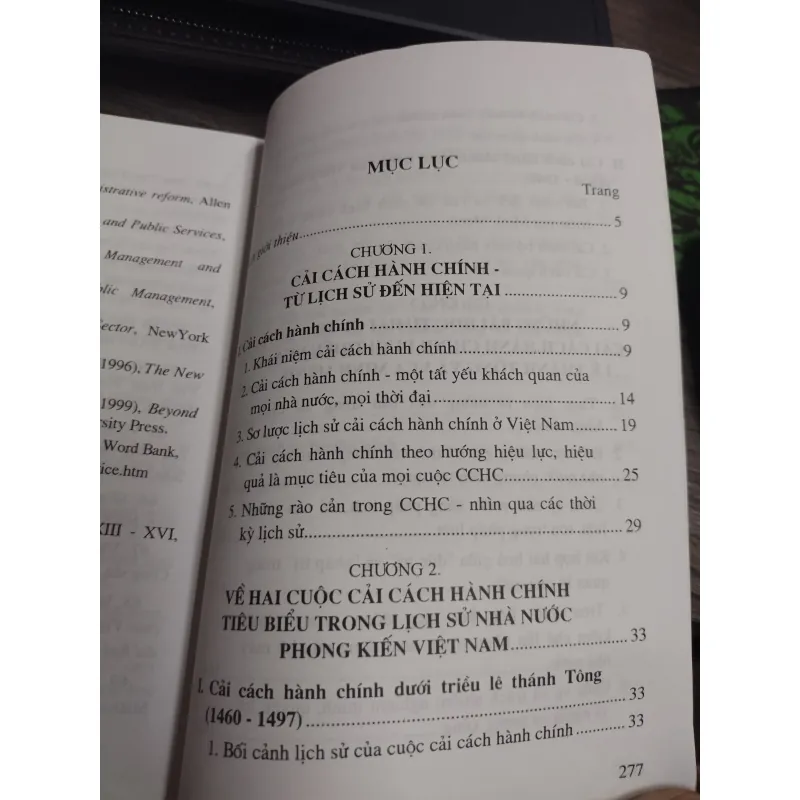 istrative reform, Allen
and Public Services,
Management and
blic Management,
Sector, NewYork
1996), The New
1999), Beyond
sity Press.
Word Bank,
ice.htm
XIII - XVI,
MỤC LỤC
Trang
giới thiệu 5
CHƯƠNG 1.
CẢI CÁCH HÀNH CHÍNH -
TỪ LỊCH SỬ ĐẾN HIỆN TẠI 9
I. Cải cách hành chính 9
1. Khái niệm cải cách hành chính 9
2. Cải cách hành chính - một tất yếu khách quan của
mọi nhà nước, mọi thời đại 14
3. Sơ lược lịch sử cải cách hành chính ở Việt Nam 19
4. Cải cách hành chính theo hướng hiệu lực, hiệu
quả là mục tiêu của mọi cuộc CCHC 25
5. Những rào cản trong CCHC - nhìn qua các thời
kỳ lịch sử 29
CHƯƠNG 2.
VỀ HAI CUỘC CẢI CÁCH HÀNH CHÍNH
TIÊU BIỂU TRONG LỊCH SỬ NHÀ NƯỚC
PHONG KIẾN VIỆT NAM 33
I. Cải cách hành chính dưới triều lê thánh Tông
(1460 - 1497) 33
1. Bối cảnh lịch sử của cuộc cải cách hành chính 33
277